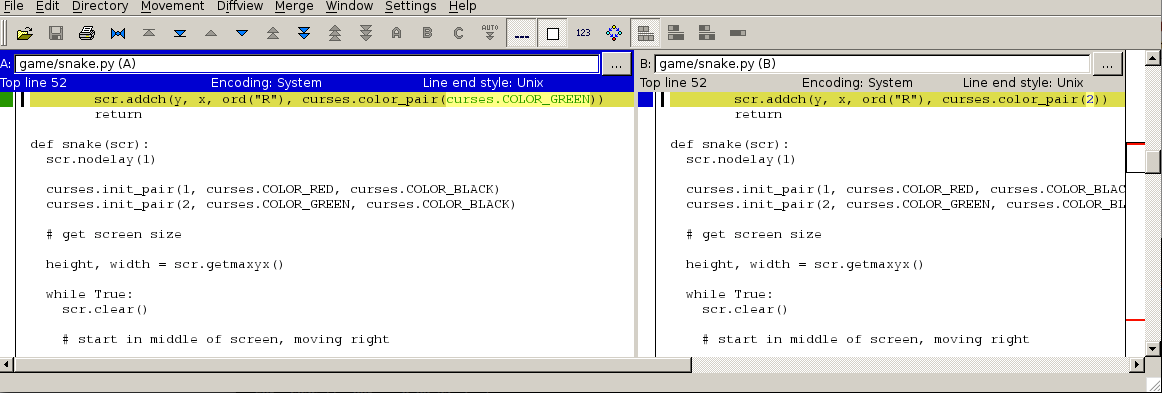 File Edit Directory Movement Diffview Merge Window Settings Help
A B C AUTO 123
A: game/snake.py (A) ...
Top line 52 Encoding: System Line end style: Unix
scr.addch(y, x, ord("R"), curses.color_pair(curses.COLOR_GREEN))
return
def snake(scr):
scr.nodelay(1)
curses.init_pair(1, curses.COLOR_RED, curses.COLOR_BLACK)
curses.init_pair(2, curses.COLOR_GREEN, curses.COLOR_BLACK)
# get screen size
height, width = scr.getmaxyx()
while True:
scr.clear()
# start in middle of screen, moving right
B: game/snake.py (B) ...
Top line 52 Encoding: System Line end style: Unix
scr.addch(y, x, ord("R"), curses.color_pair(2))
return
def snake(scr):
scr.nodelay(1)
curses.init_pair(1, curses.COLOR_RED, curses.COLOR_BLAC
curses.init_pair(2, curses.COLOR_GREEN, curses.COLOR_BL
# get screen size
height, width = scr.getmaxyx()
while True:
scr.clear()
# start in middle of screen, moving right